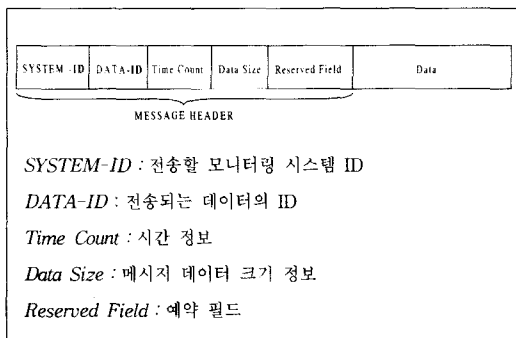 SYSTEM -ID DATA-ID Time Count Data Size Reserved Field Data
MESSAGE HEADER
SYSTEM-ID : 전송할 모니터링 시스템 ID
DATA-ID : 전송되는 데이터의 ID
Time Count : 시간 정보
Data Size : 메시지 데이터 크기 정보
Reserved Field : 예약 필드